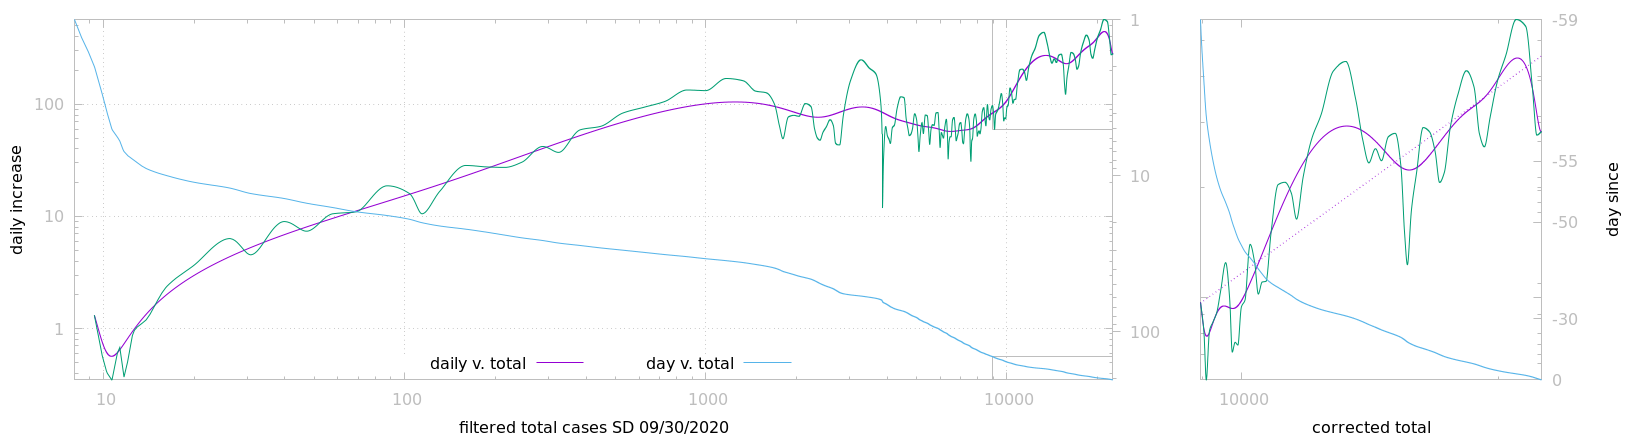 daily increase
100
10
1
10
100
1000
10000
filtered total cases SD 09/30/2020
daily v. total
day v. total
1
10
100
10000
corrected total
-59
-55
-50
-30
0
day since